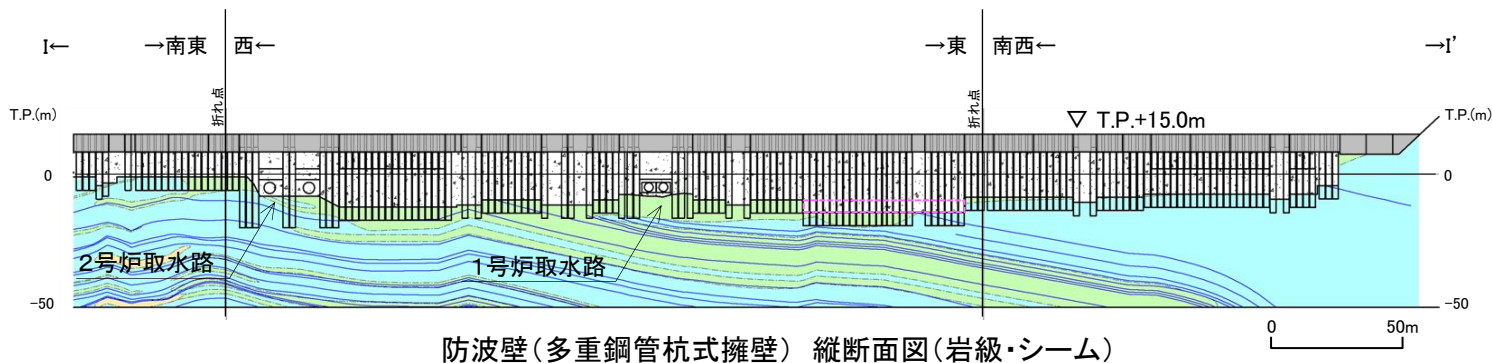 I← →南東 西← →東 南西← →I'
折れ点 折れ点
T.P.(m) ▽ T.P.+15.0m T.P.(m)
0 0
2号炉取水路 1号炉取水路
-50 -50
0 50m
防波壁(多重鋼管杭式擁壁) 縦断面図(岩級・シーム)